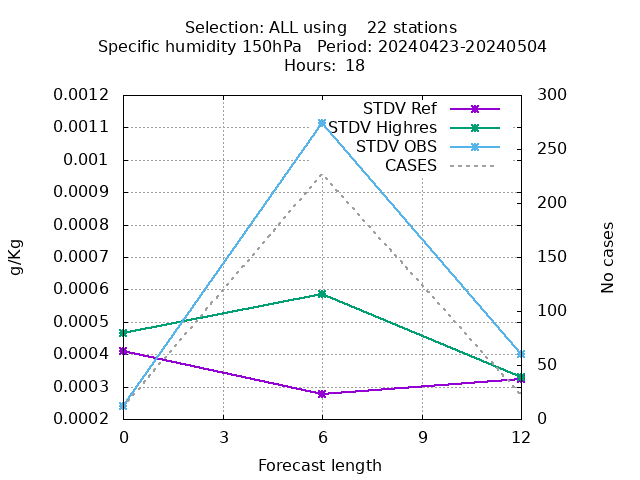 Selection: ALL using    22 stations
Specific humidity 150hPa   Period: 20240423-20240504
Hours: 18
STDV Ref
STDV Highres
STDV OBS
CASES
0.0012
0.0011
0.001
0.0009
0.0008
0.0007
0.0006
0.0005
0.0004
0.0003
0.0002
g/Kg
300
250
200
150
100
50
0
No cases
0 3 6 9 12
Forecast length